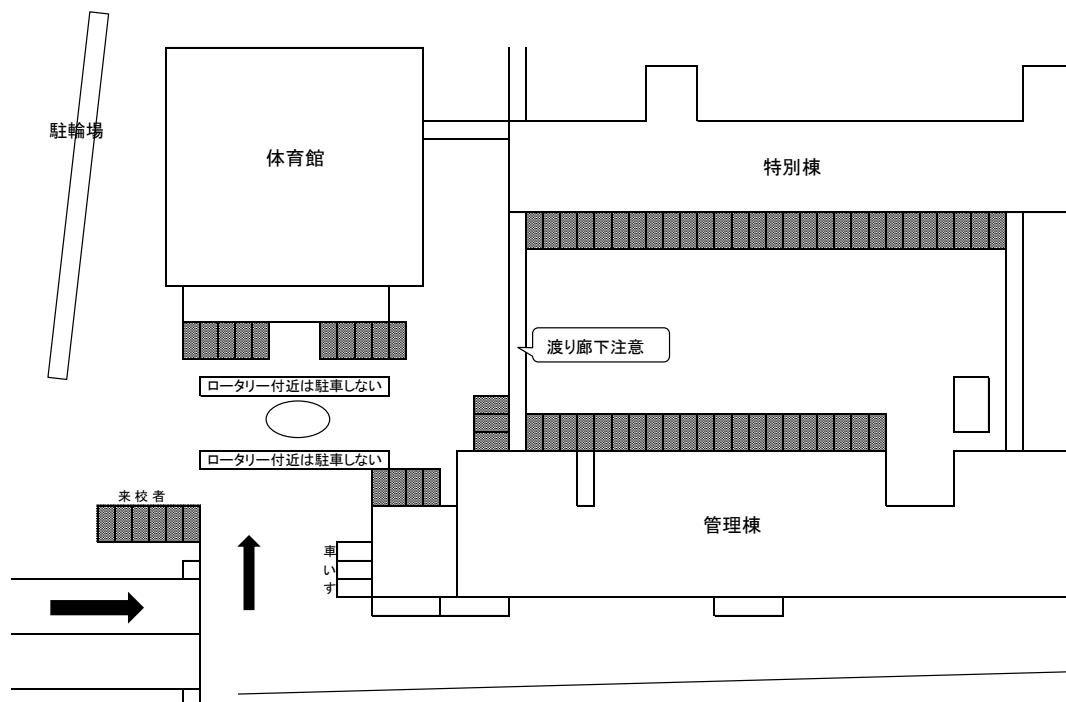 駐輪場
体育館
特別棟
渡り廊下注意
ロータリー付近は駐車しない
ロータリー付近は駐車しない
来校者
管理棟
車
い
す